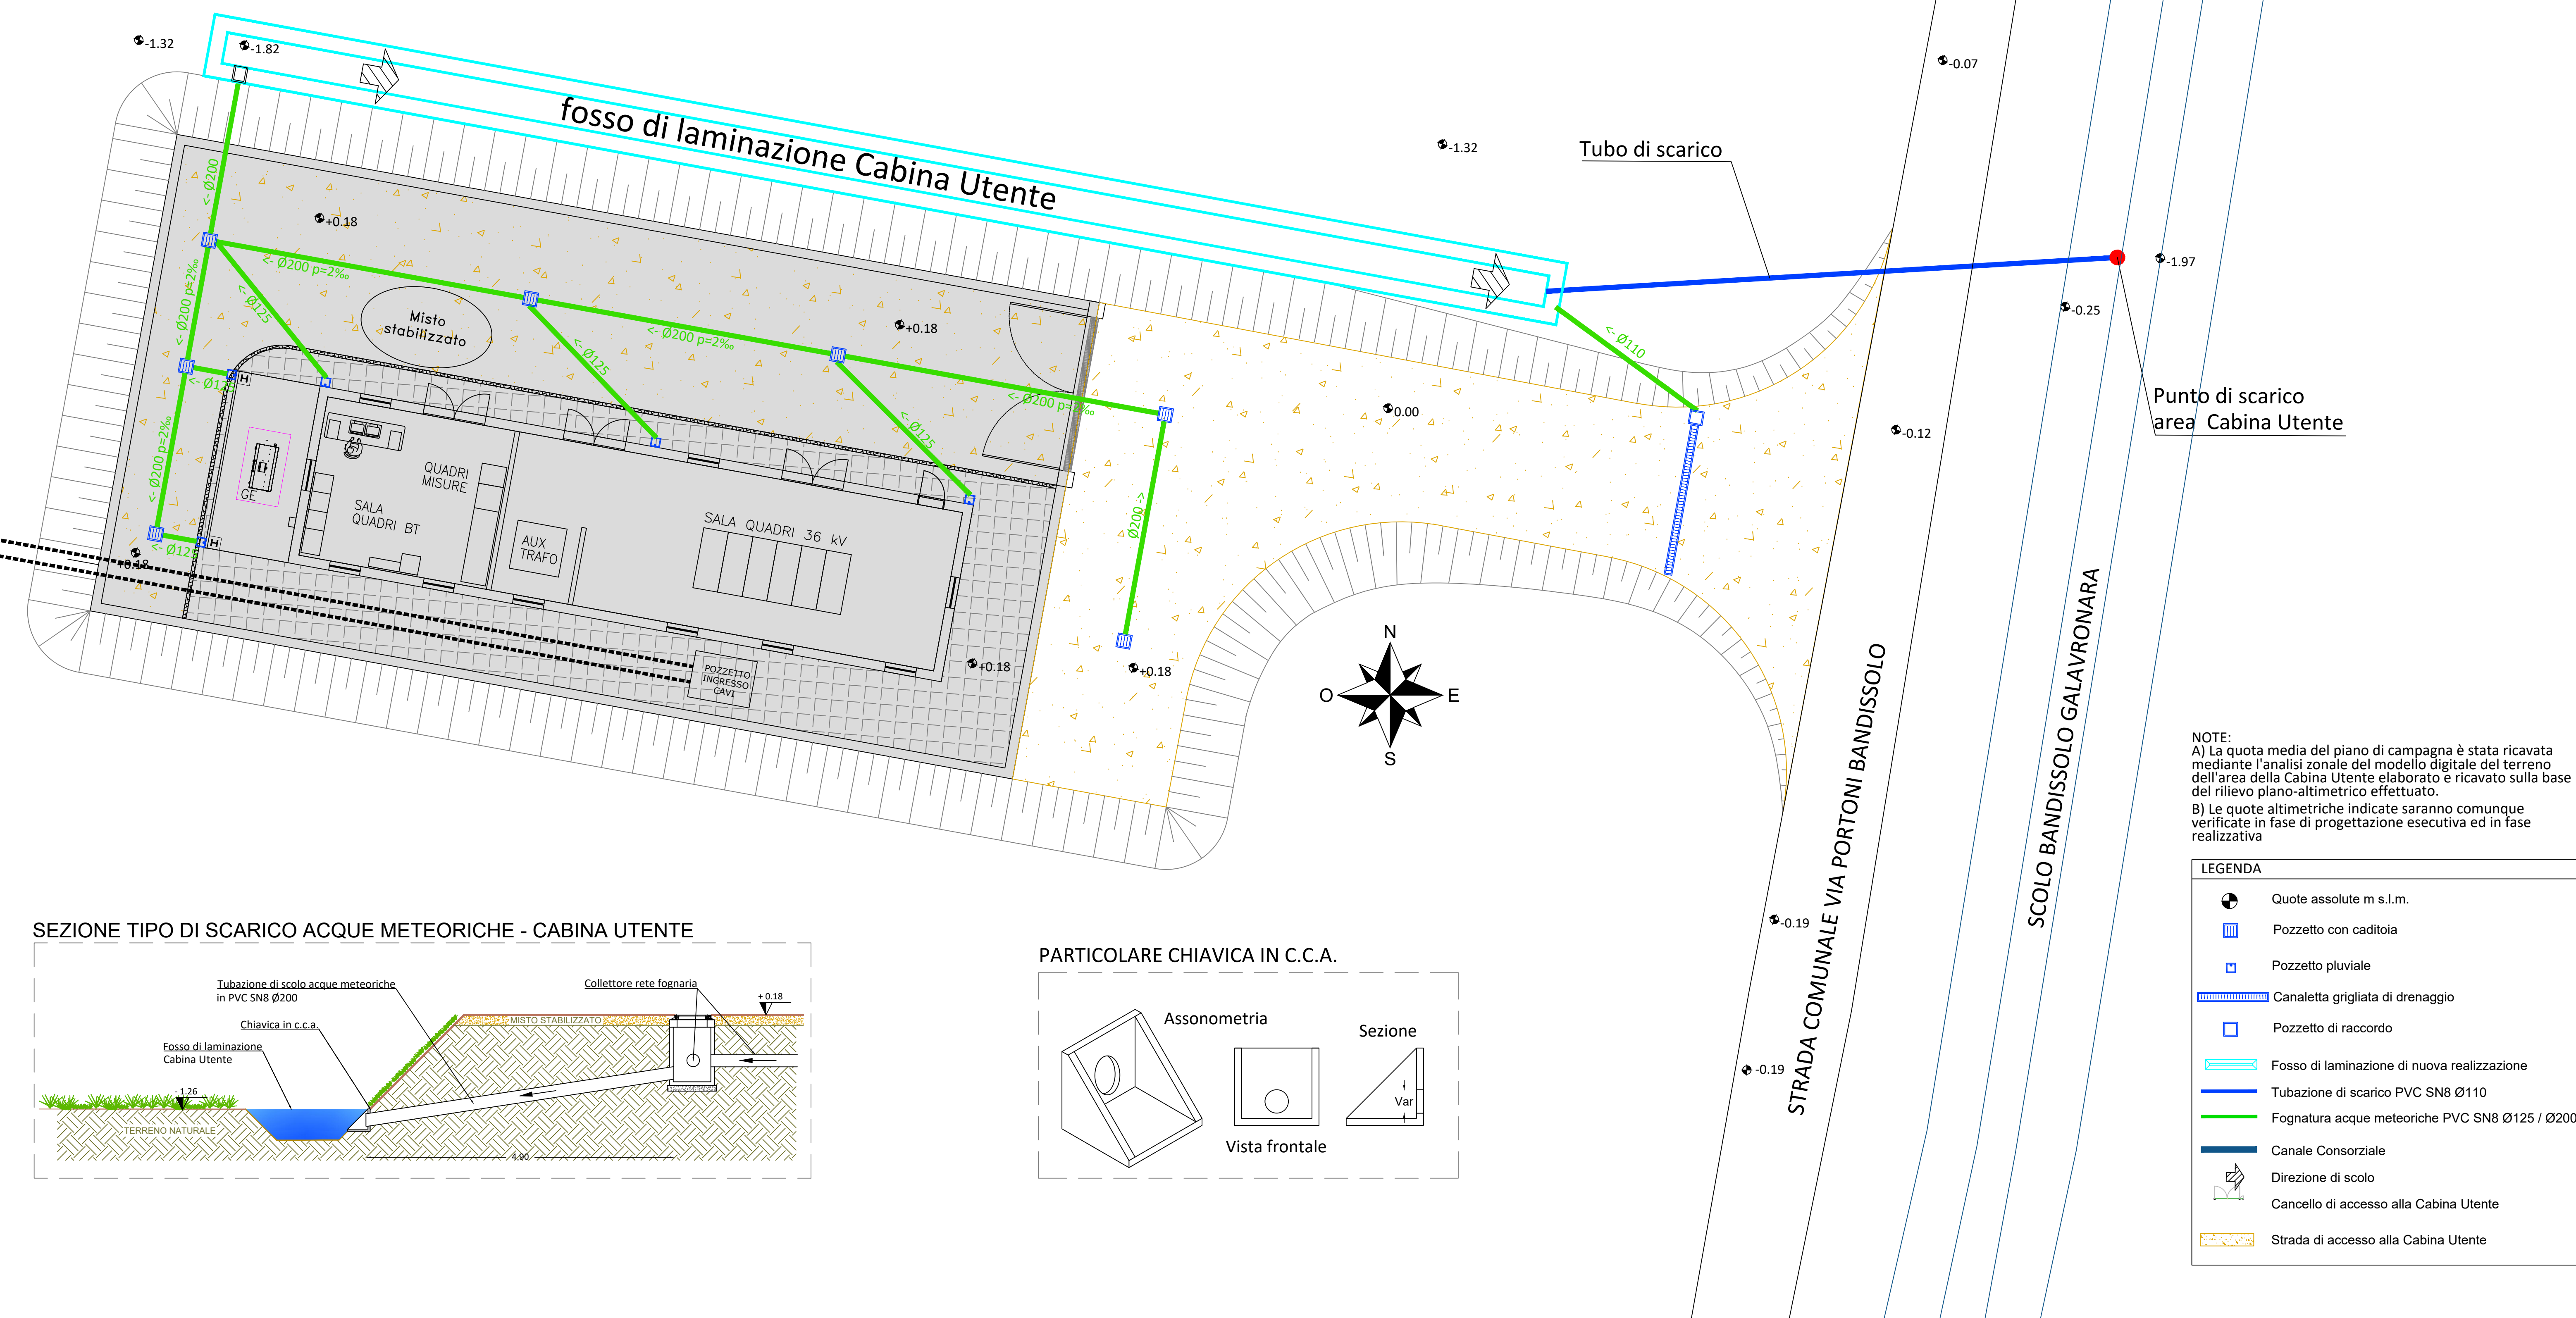 -1.32
-1.82
fosso di laminazione Cabina Utente
-1.32
-0.07
Tubo di scarico
<- Ø200
+0.18
<- Ø200 p=2‰
<- Ø200 p=2‰
<- Ø125
Misto
stabilizzato
+0.18
<- Ø200 p=2‰
<- Ø125
<- Ø110
-1.97
-0.25
<- Ø125
H
<- Ø200 p=2‰
<- Ø125
0.00
-0.12
Punto di scarico
area Cabina Utente
<- Ø200 p=2‰
QUADRI
MISURE
GE
SALA
QUADRI BT
SALA QUADRI 36 kV
AUX
TRAFO
Ø200 ->
H
<- Ø125
+0.18
POZZETTO
INGRESSO
CAVI
+0.18
+0.18
N
O
E
S
STRADA COMUNALE VIA PORTONI BANDISSOLO
SCOLO BANDISSOLO GALAVRONARA
-0.19
-0.19
NOTE:
A) La quota media del piano di campagna è stata ricavata
mediante l'analisi zonale del modello digitale del terreno
dell'area della Cabina Utente elaborato e ricavato sulla base
del rilievo plano-altimetrico effettuato.
B) Le quote altimetriche indicate saranno comunque
verificate in fase di progettazione esecutiva ed in fase
realizzativa
LEGENDA
Quote assolute m s.l.m.
Pozzetto con caditoia
Pozzetto pluviale
Canaletta grigliata di drenaggio
Pozzetto di raccordo
Fosso di laminazione di nuova realizzazione
Tubazione di scarico PVC SN8 Ø110
Fognatura acque meteoriche PVC SN8 Ø125 / Ø200
Canale Consorziale
Direzione di scolo
Cancello di accesso alla Cabina Utente
Strada di accesso alla Cabina Utente
SEZIONE TIPO DI SCARICO ACQUE METEORICHE - CABINA UTENTE
Tubazione di scolo acque meteoriche
in PVC SN8 Ø200
Collettore rete fognaria
+ 0.18
Chiavica in c.c.a.
MISTO STABILIZZATO
Fosso di laminazione
Cabina Utente
- 1.26
TERRENO NATURALE
4,90
PARTICOLARE CHIAVICA IN C.C.A.
Assonometria
Sezione
Var
Vista frontale